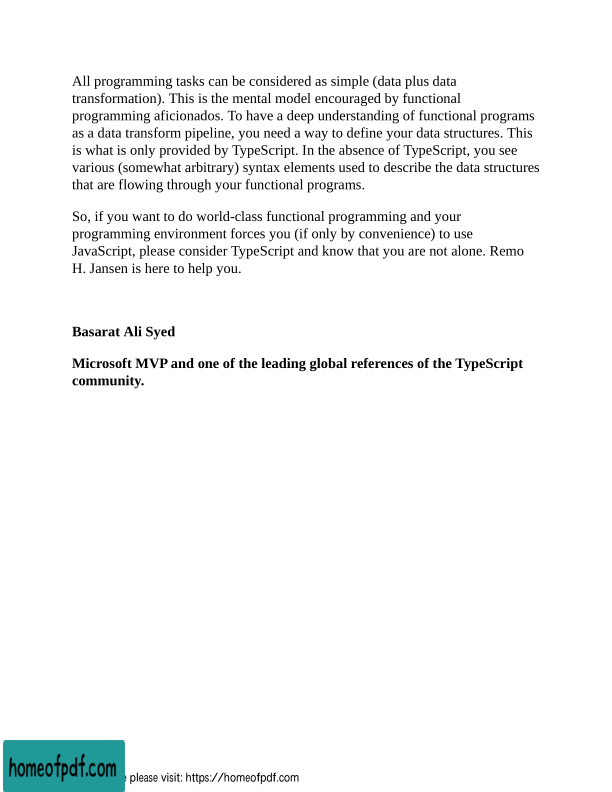 All programming tasks can be considered as simple (data plus data
transformation). This is the mental model encouraged by functional
programming aficionados. To have a deep understanding of functional programs
as a data transform pipeline, you need a way to define your data structures. This
is what is only provided by TypeScript. In the absence of TypeScript, you see
various (somewhat arbitrary) syntax elements used to describe the data structures
that are flowing through your functional programs.
So, if you want to do world-class functional programming and your
programming environment forces you (if only by convenience) to use
JavaScript, please consider TypeScript and know that you are not alone. Remo
H. Jansen is here to help you.
Basarat Ali Syed
Microsoft MVP and one of the leading global references of the TypeScript
community.
homeofpdf.com
please visit: https://homeofpdf.com